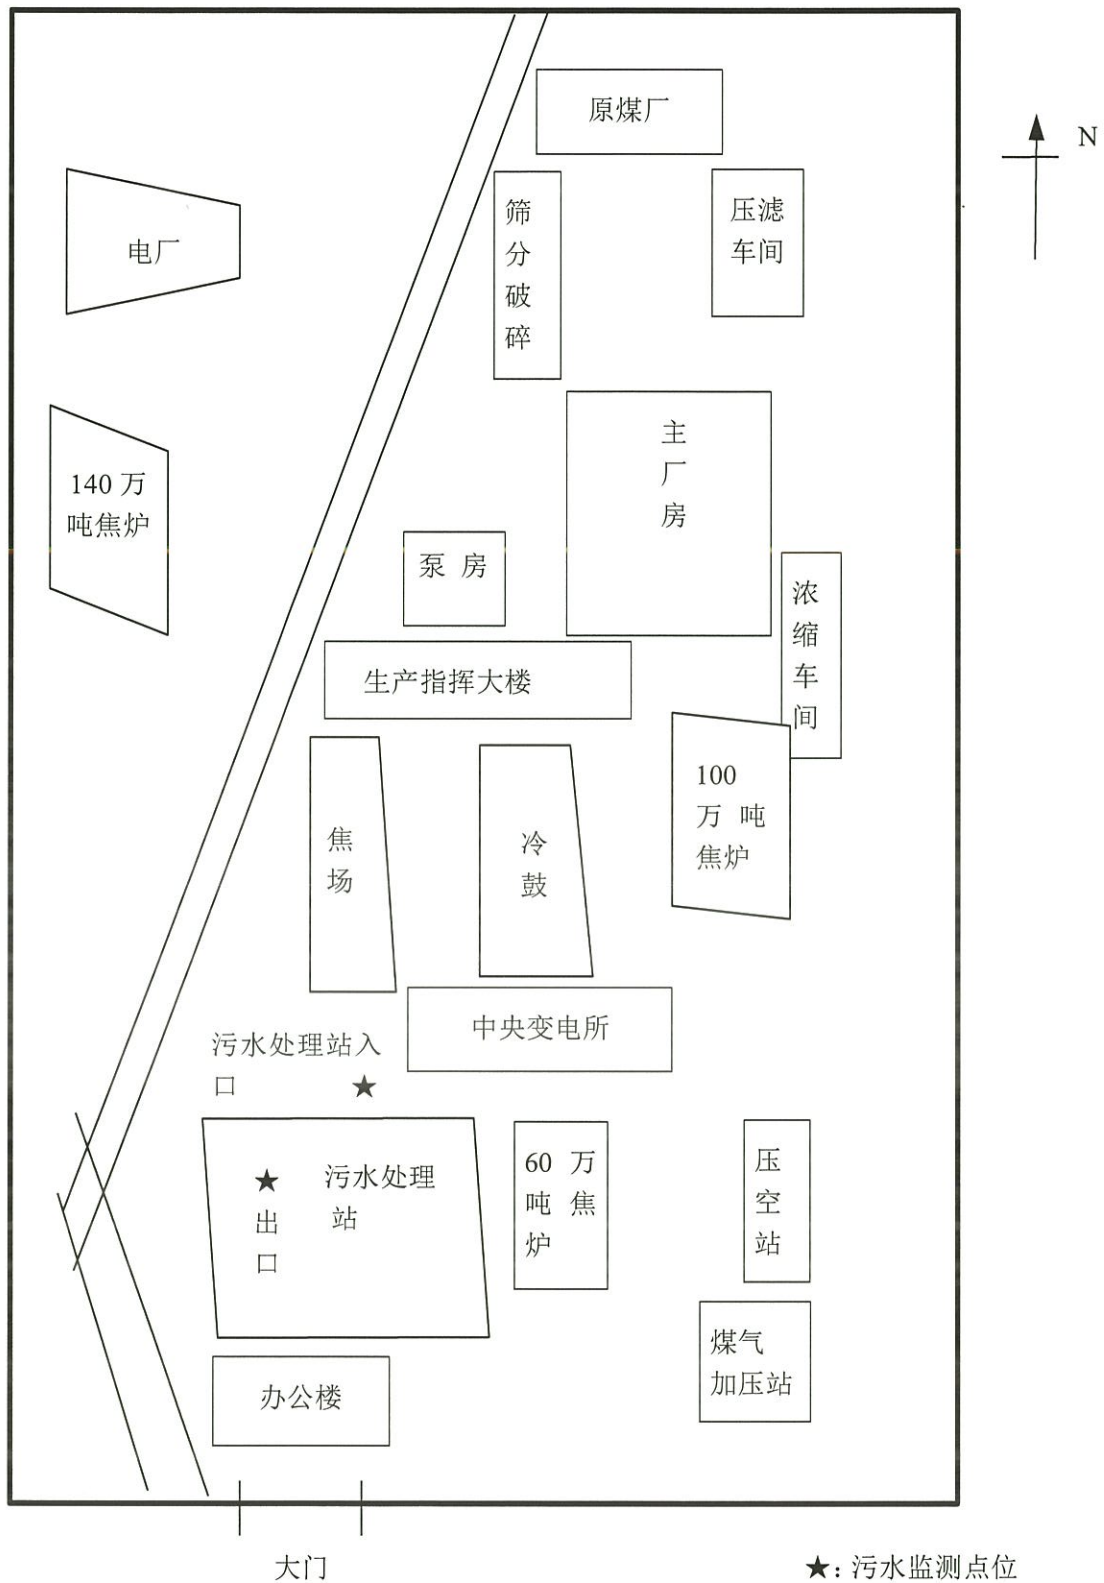 原煤厂
N
筛
分
破
碎
压滤
车间
电厂
主
厂
房
140 万
吨焦炉
泵 房
浓
缩
车
间
生产指挥大楼
100
万 吨
焦炉
焦
场
冷
鼓
中央变电所
污水处理站入
口 ★
★ 污水处理
站
出
口
60 万
吨 焦
炉
压
空
站
煤气
加压站
办公楼
大门
★: 污水监测点位